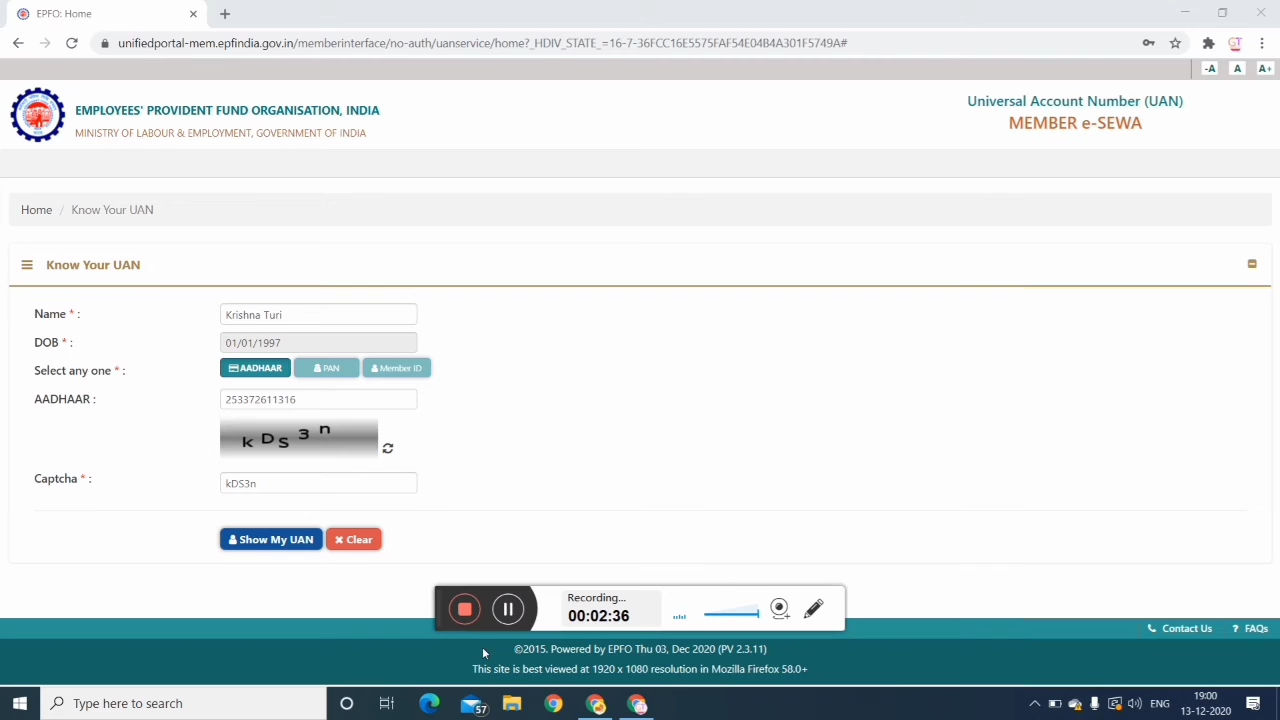 EPFO: Home
unifiedportal-mem.epfindia.gov.in/memberinterface/no-auth/uanservice/home?_HDIV_STATE_=16-7-36FCC16E5575FAF54E04B4A301F5749A#
-A A A+
EMPLOYEES' PROVIDENT FUND ORGANISATION, INDIA
MINISTRY OF LABOUR & EMPLOYMENT, GOVERNMENT OF INDIA
Universal Account Number (UAN)
MEMBER e-SEWA
Home / Know Your UAN
Know Your UAN
Name * : Krishna Turi
DOB * : 01/01/1997
Select any one * : AADHAAR PAN Member ID
AADHAAR : 253372611316
kDS3n
Captcha * : kDS3n
Show My UAN Clear
Recording...
00:02:36
Contact Us ? FAQs
©2015. Powered by EPFO Thu 03, Dec 2020 (PV 2.3.11)
This site is best viewed at 1920 x 1080 resolution in Mozilla Firefox 58.0+
Type here to search
57
ENG
19:00
13-12-2020